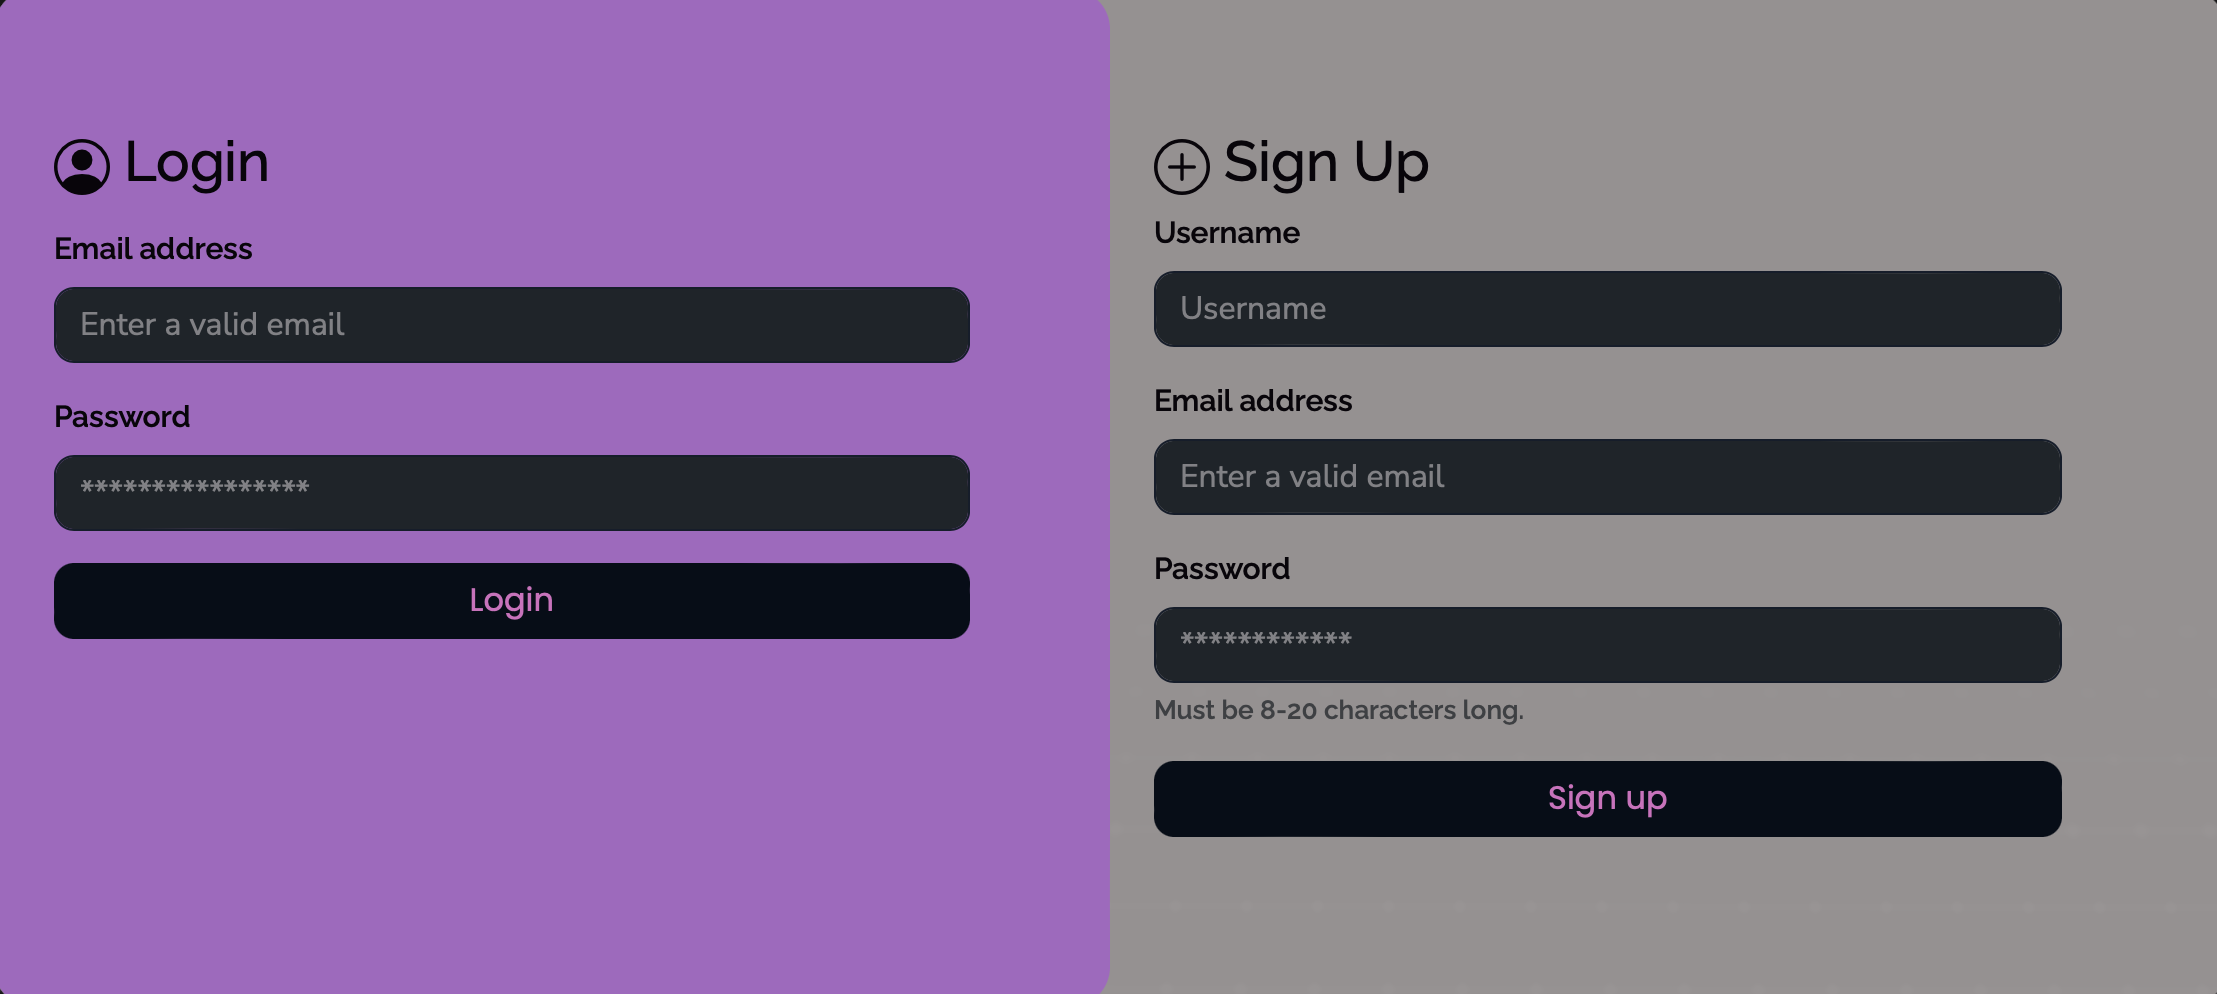 Login
Email address
Enter a valid email
Password
****************
Login
Sign Up
Username
Username
Email address
Enter a valid email
Password
************
Must be 8-20 characters long.
Sign up